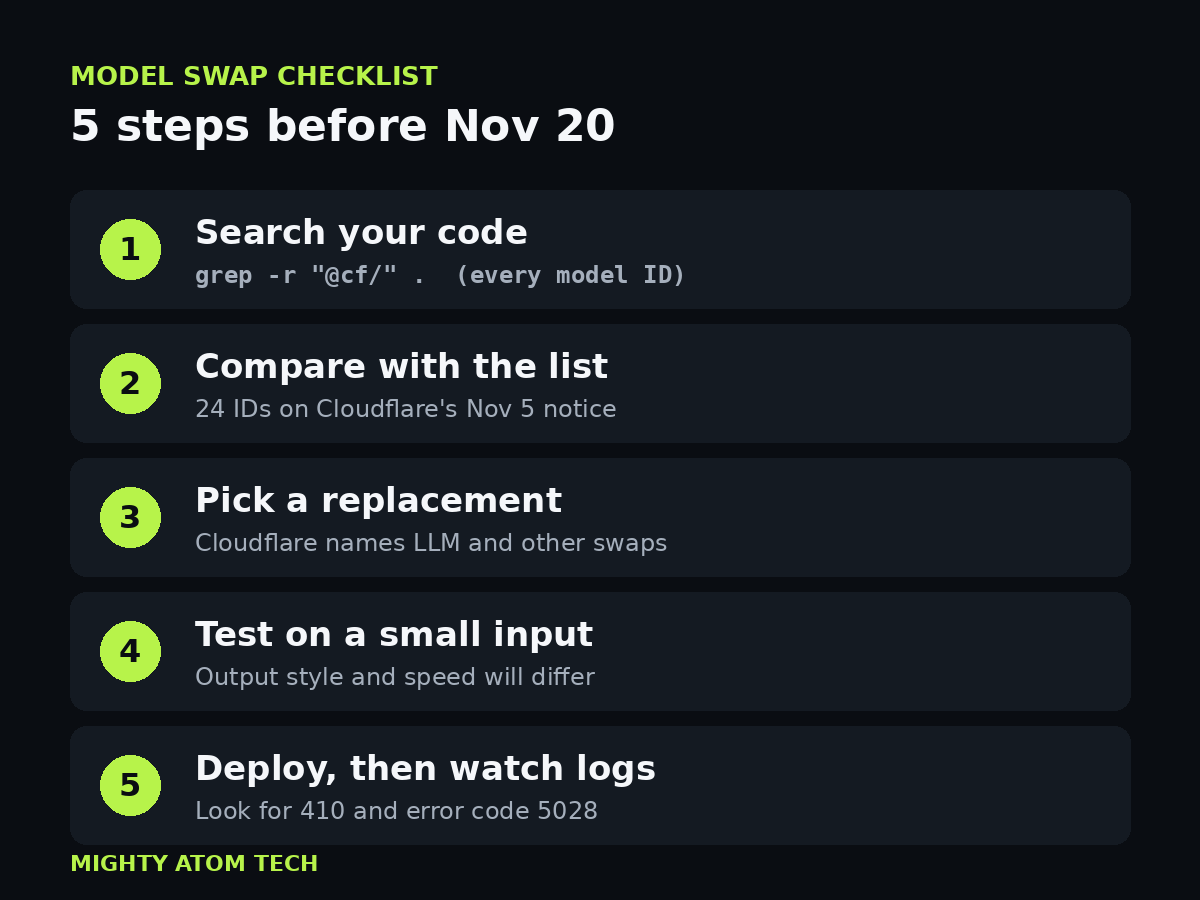 MODEL SWAP CHECKLIST
5 steps before Nov 20
1
Search your code
grep -r "@cf/" .  (every model ID)
2
Compare with the list
24 IDs on Cloudflare's Nov 5 notice
3
Pick a replacement
Cloudflare names LLM and other swaps
4
Test on a small input
Output style and speed will differ
5
Deploy, then watch logs
Look for 410 and error code 5028
MIGHTY ATOM TECH